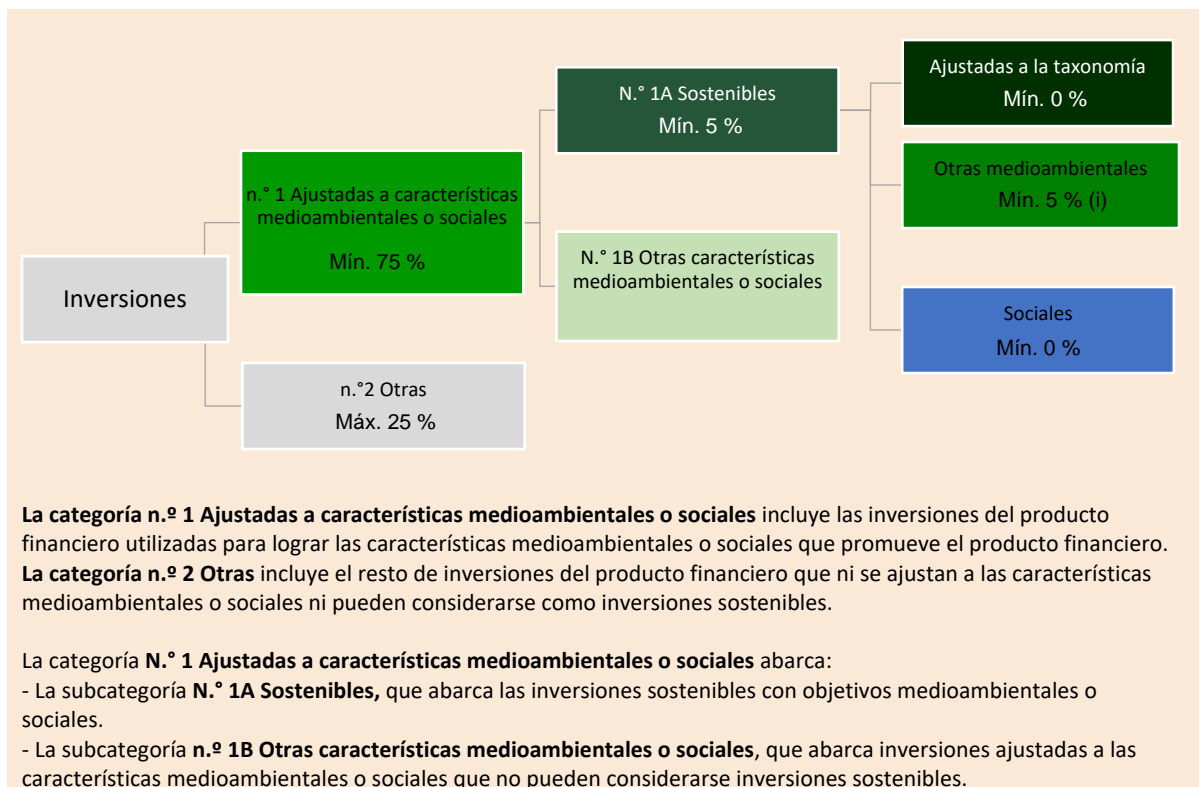 Inversiones
n.° 1 Ajustadas a características
medioambientales o sociales
Mín. 75 %
n.°2 Otras
Máx. 25 %
N.° 1A Sostenibles
Mín. 5 %
N.° 1B Otras características
medioambientales o sociales
Ajustadas a la taxonomía
Mín. 0 %
Otras medioambientales
Mín. 5 % (i)
Sociales
Mín. 0 %
La categoría n.º 1 Ajustadas a características medioambientales o sociales incluye las inversiones del producto
financiero utilizadas para lograr las características medioambientales o sociales que promueve el producto financiero.
La categoría n.º 2 Otras incluye el resto de inversiones del producto financiero que ni se ajustan a las características
medioambientales o sociales ni pueden considerarse como inversiones sostenibles.
La categoría N.° 1 Ajustadas a características medioambientales o sociales abarca:
- La subcategoría N.° 1A Sostenibles, que abarca las inversiones sostenibles con objetivos medioambientales o
sociales.
- La subcategoría n.º 1B Otras características medioambientales o sociales, que abarca inversiones ajustadas a las
características medioambientales o sociales que no pueden considerarse inversiones sostenibles.